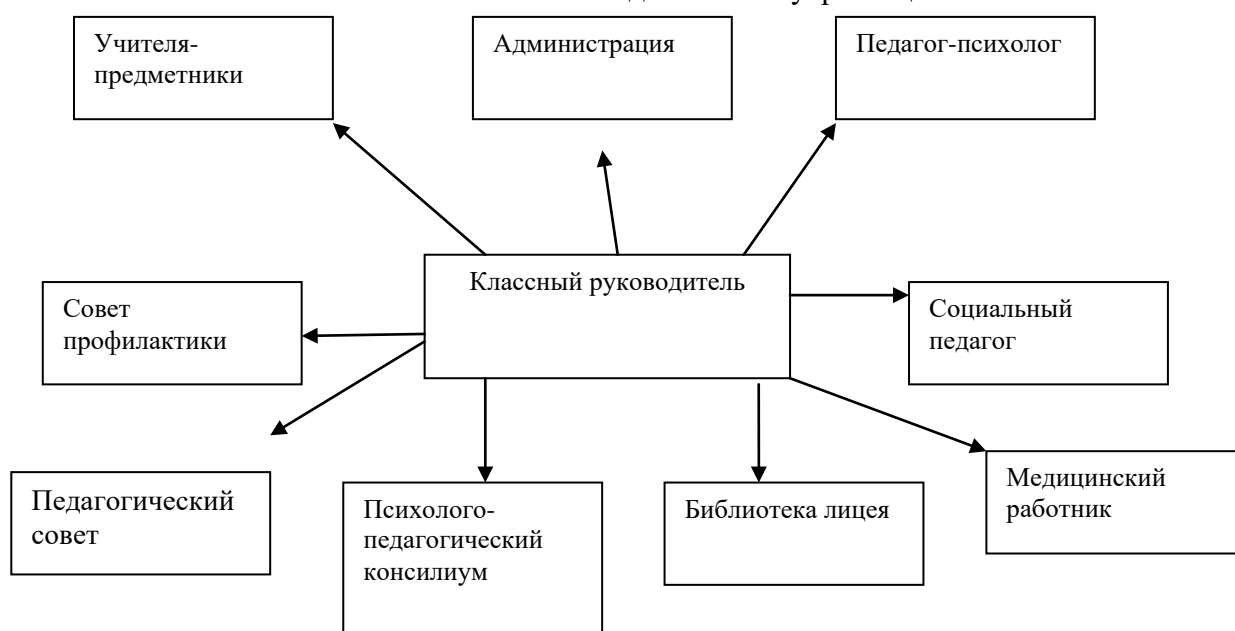 Учителя-
предметники
Администрация
Педагог-психолог
Классный руководитель
Совет
профилактики
Социальный
педагог
Педагогический
совет
Психолого-
педагогический
консилиум
Библиотека лицея
Медицинский
работник